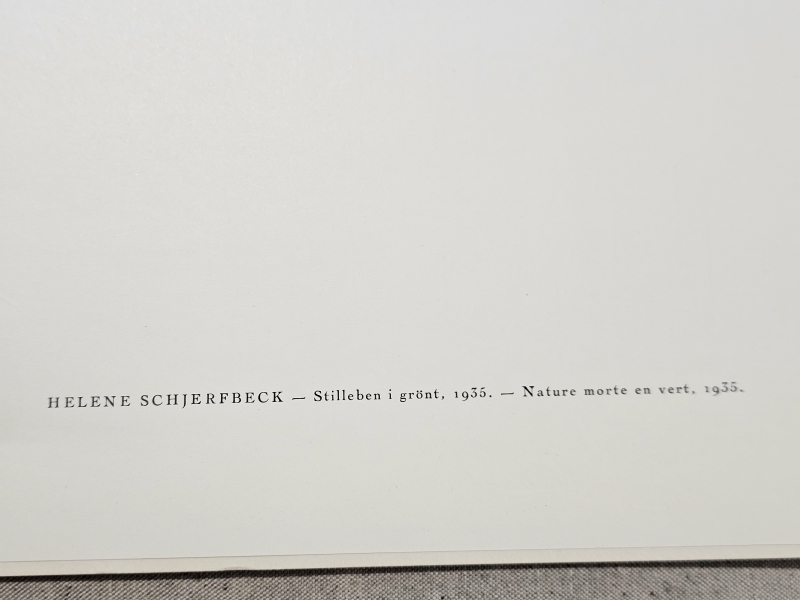 HELENE SCHJERFBECK — Stilleben i grönt, 1935. — Nature morte en vert, 1935.